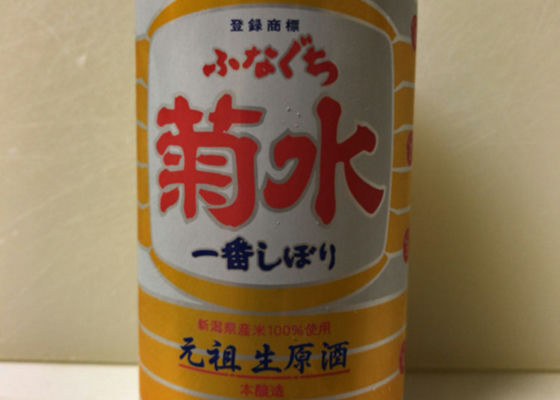 登録商標
ふなぐち
菊水
一番しぼり
新潟県産米100%使用
元祖 生原酒
本醸造